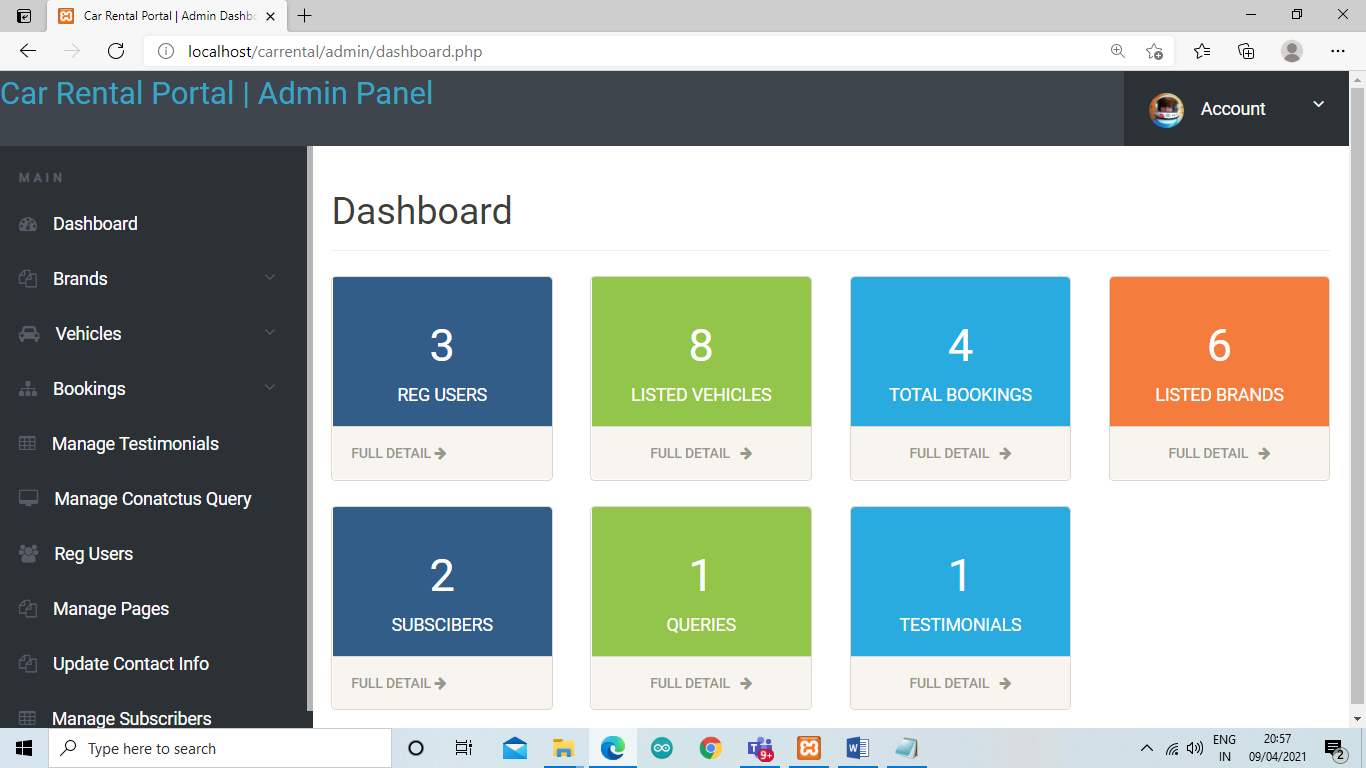 Car Rental Portal | Admin Dashbo
localhost/carrental/admin/dashboard.php
Car Rental Portal | Admin Panel
Account
MAIN
Dashboard
Brands
Vehicles
Bookings
Manage Testimonials
Manage Conatctus Query
Reg Users
Manage Pages
Update Contact Info
Manage Subscribers
Dashboard
3
REG USERS
FULL DETAIL
8
LISTED VEHICLES
FULL DETAIL
4
TOTAL BOOKINGS
FULL DETAIL
6
LISTED BRANDS
FULL DETAIL
2
SUBSCIBERS
FULL DETAIL
1
QUERIES
FULL DETAIL
1
TESTIMONIALS
FULL DETAIL
Type here to search
9+
ENG
IN
20:57
09/04/2021
2